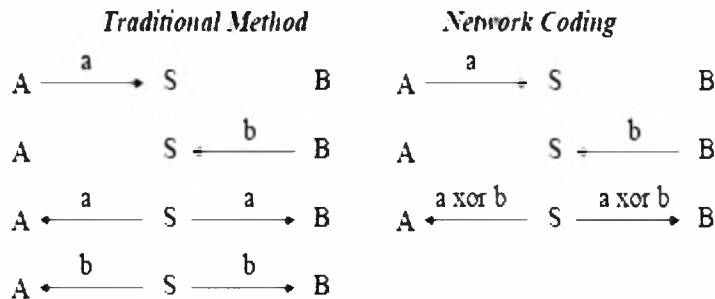 Traditional Method Network Coding
a a
A S B A S B
b b
A S B A S B
a a a xor b a xor b
A S B A S B
b b
A S B